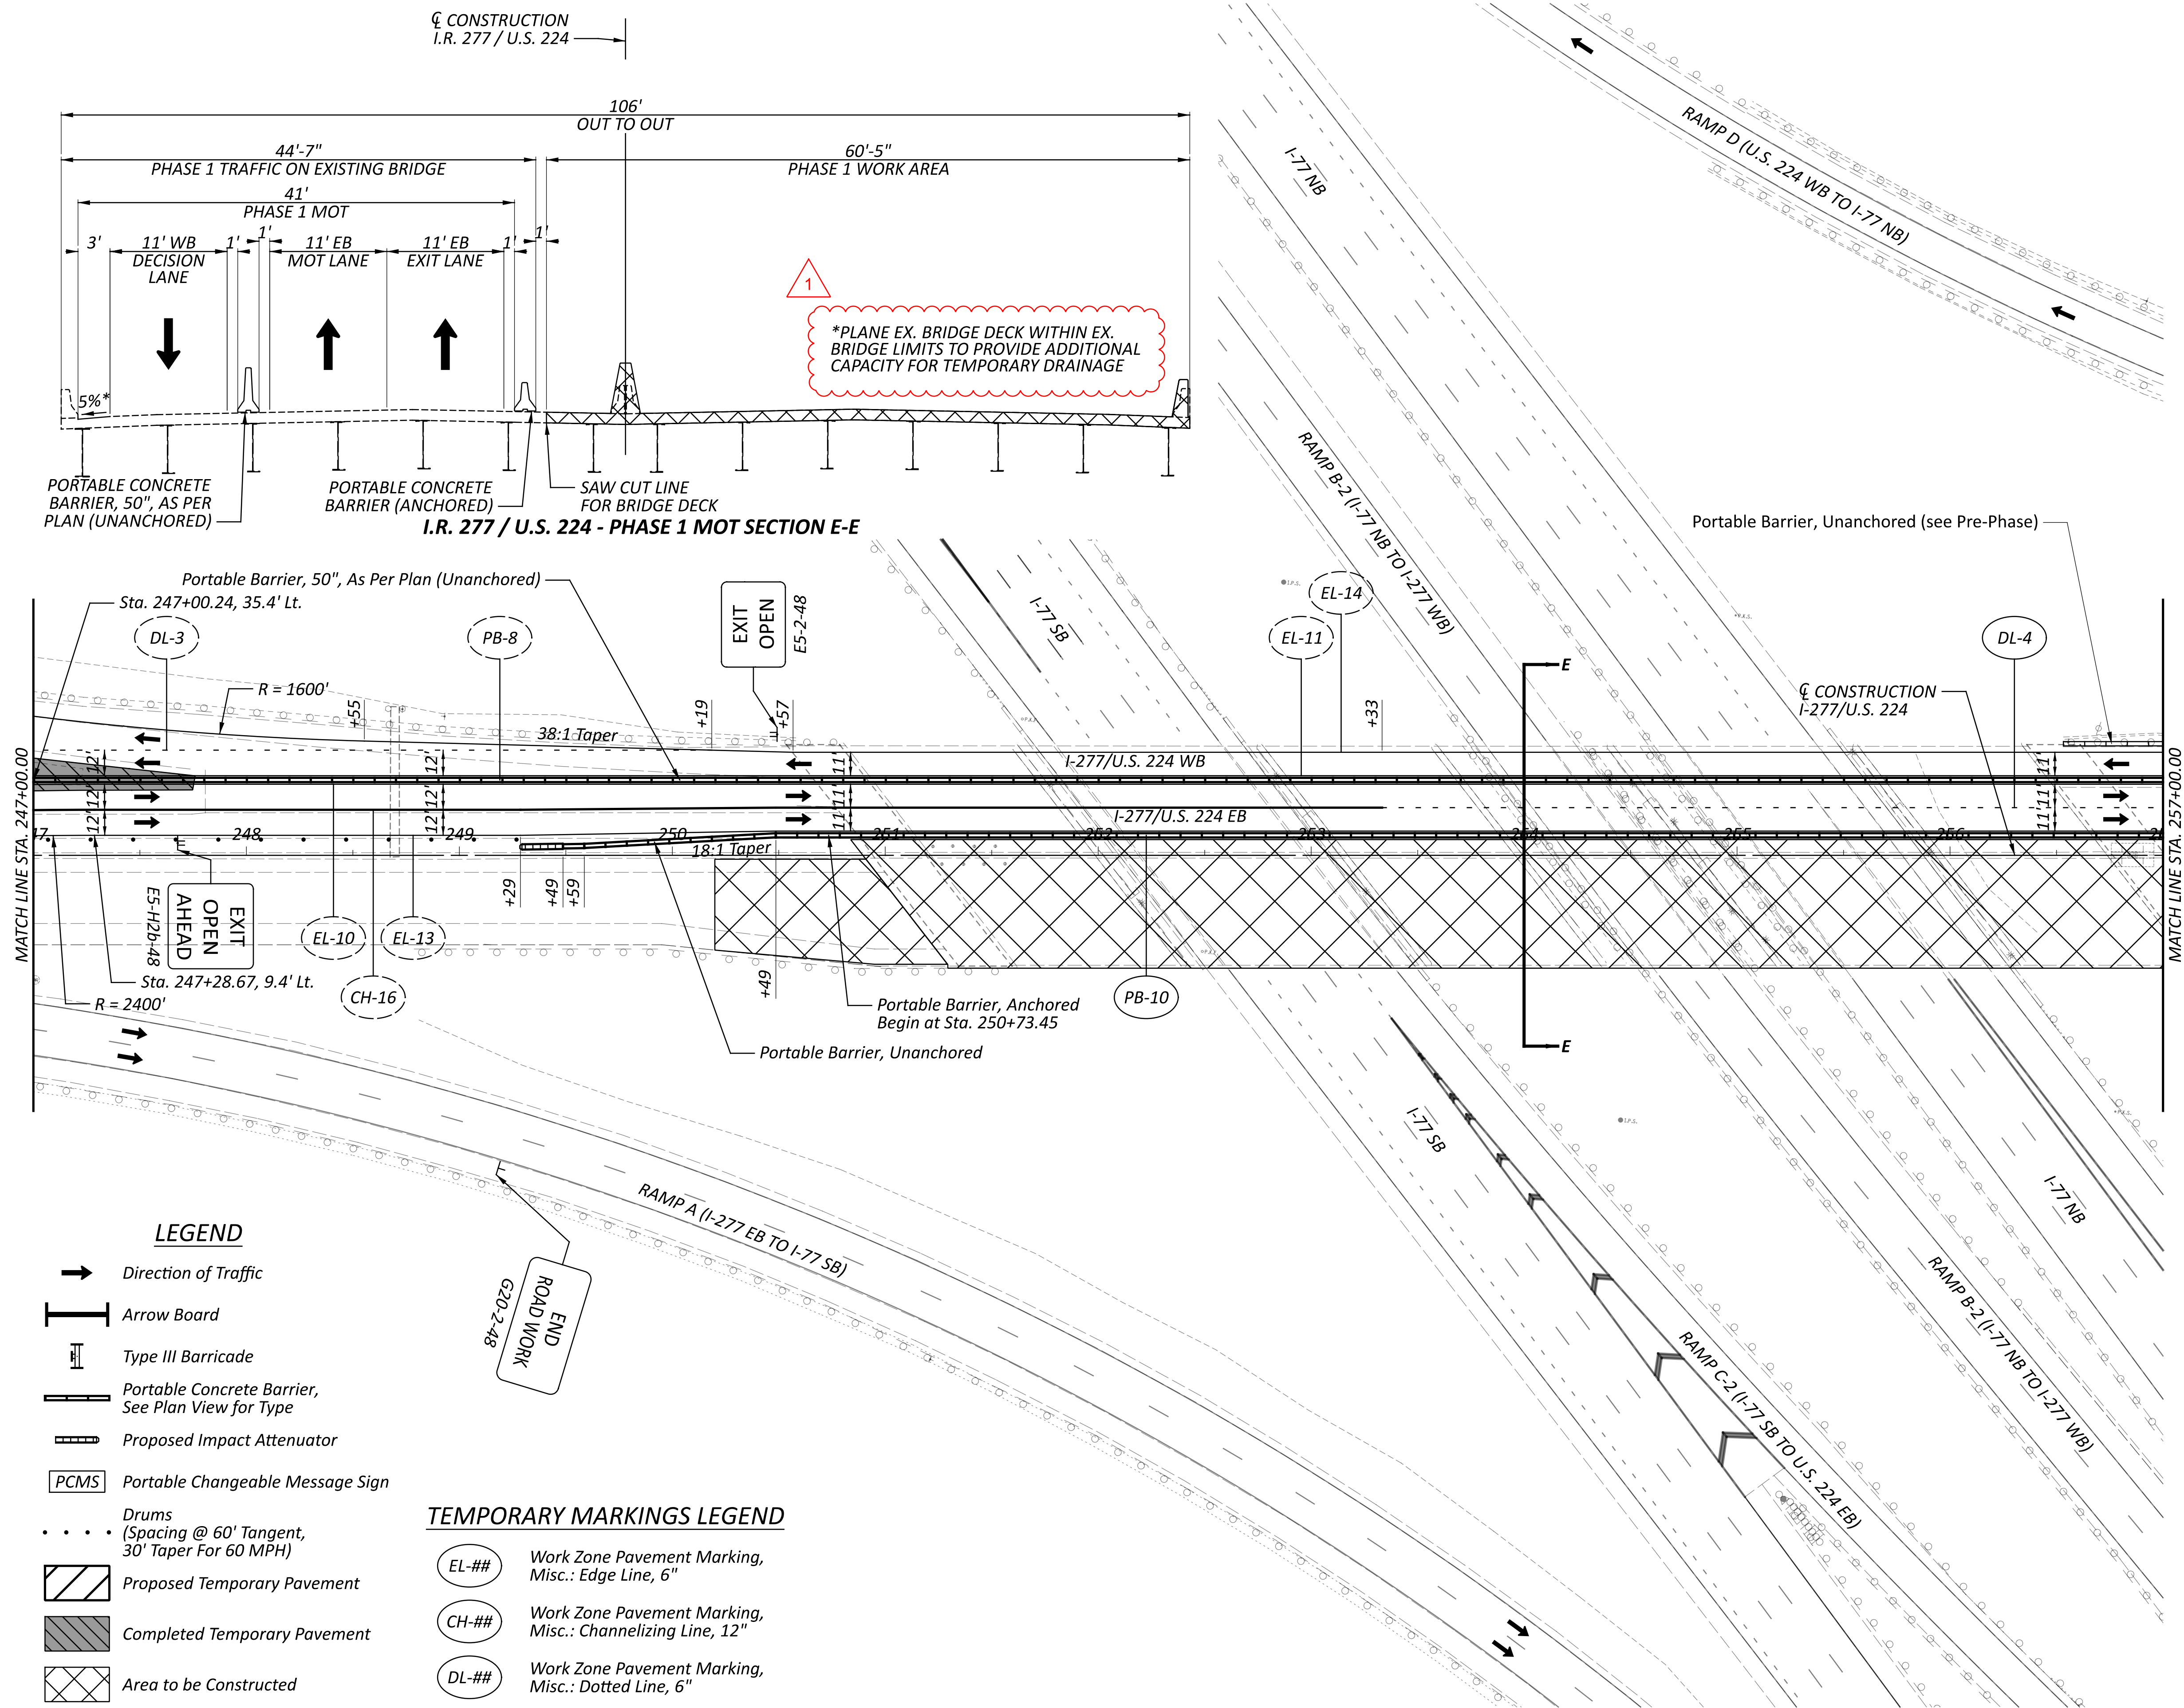 ℄ CONSTRUCTION
I.R. 277 / U.S. 224
106'
OUT TO OUT
44'-7"
PHASE 1 TRAFFIC ON EXISTING BRIDGE
60'-5"
PHASE 1 WORK AREA
41'
PHASE 1 MOT
3'
11' WB
DECISION
LANE
1'
1'
11' EB
MOT LANE
11' EB
EXIT LANE
1'
1'
1
*PLANE EX. BRIDGE DECK WITHIN EX.
BRIDGE LIMITS TO PROVIDE ADDITIONAL
CAPACITY FOR TEMPORARY DRAINAGE
5%*
PORTABLE CONCRETE
BARRIER, 50", AS PER
PLAN (UNANCHORED)
PORTABLE CONCRETE
BARRIER (ANCHORED)
SAW CUT LINE
FOR BRIDGE DECK
I.R. 277 / U.S. 224 - PHASE 1 MOT SECTION E-E
I-77 NB
RAMP D (U.S. 224 WB TO I-77 NB)
RAMP B-2 (I-77 NB TO I-277 WB)
Portable Barrier, Unanchored (see Pre-Phase)
Portable Barrier, 50", As Per Plan (Unanchored)
Sta. 247+00.24, 35.4' Lt.
DL-3
PB-8
EXIT
OPEN
E5-2-48
I-77 SB
I.P.S.
EL-14
EL-11
DL-4
E
R = 1600'
+55
+19
+57
+33
℄ CONSTRUCTION
I-277/U.S. 224
38:1 Taper
I-277/U.S. 224 WB
I-277/U.S. 224 EB
12'
12'
12'
12'
12'
12'
11'
11'
11'
11'
11'
11'
MATCH LINE STA. 247+00.00
MATCH LINE STA. 257+00.00
47
248
249
250
251
252
253
254
255
256
18:1 Taper
+29
+49
+59
+49
EXIT
OPEN
AHEAD
E5-H2b-48
EL-10
EL-13
CH-16
Sta. 247+28.67, 9.4' Lt.
R = 2400'
Portable Barrier, Anchored
Begin at Sta. 250+73.45
PB-10
Portable Barrier, Unanchored
E
I-77 SB
I.P.S.
I-77 NB
RAMP A (I-277 EB TO I-77 SB)
END
ROAD WORK
G20-2-48
RAMP B-2 (I-77 NB TO I-277 WB)
RAMP C-2 (I-77 SB TO U.S. 224 EB)
LEGEND
Direction of Traffic
Arrow Board
Type III Barricade
Portable Concrete Barrier,
See Plan View for Type
Proposed Impact Attenuator
PCMS
Portable Changeable Message Sign
Drums
(Spacing @ 60' Tangent,
30' Taper For 60 MPH)
Proposed Temporary Pavement
Completed Temporary Pavement
Area to be Constructed
TEMPORARY MARKINGS LEGEND
EL-##
Work Zone Pavement Marking,
Misc.: Edge Line, 6"
CH-##
Work Zone Pavement Marking,
Misc.: Channelizing Line, 12"
DL-##
Work Zone Pavement Marking,
Misc.: Dotted Line, 6"